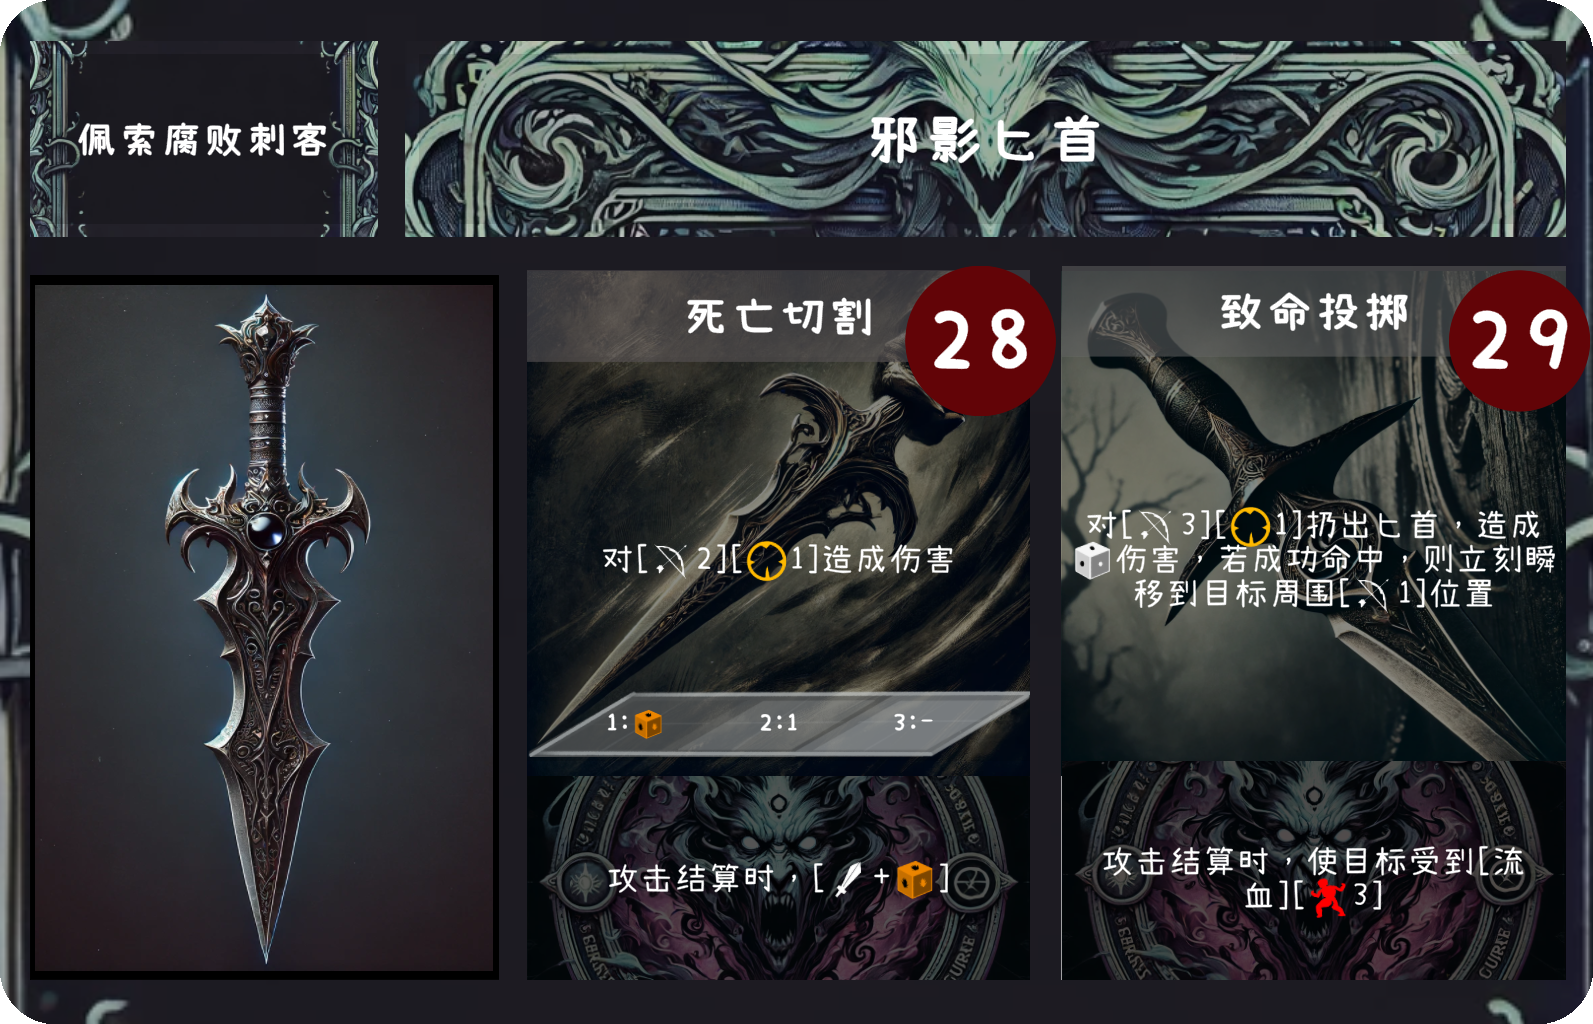 佩索腐败刺客
邪影匕首
死亡切割
28
对[2][1]造成伤害
1:
2:1
3:-
攻击结算时，[+]
致命投掷
29
对[3][1]扔出匕首，造成
伤害，若成功命中，则立刻瞬
移到目标周围[1]位置
攻击结算时，使目标受到[流
血][3]